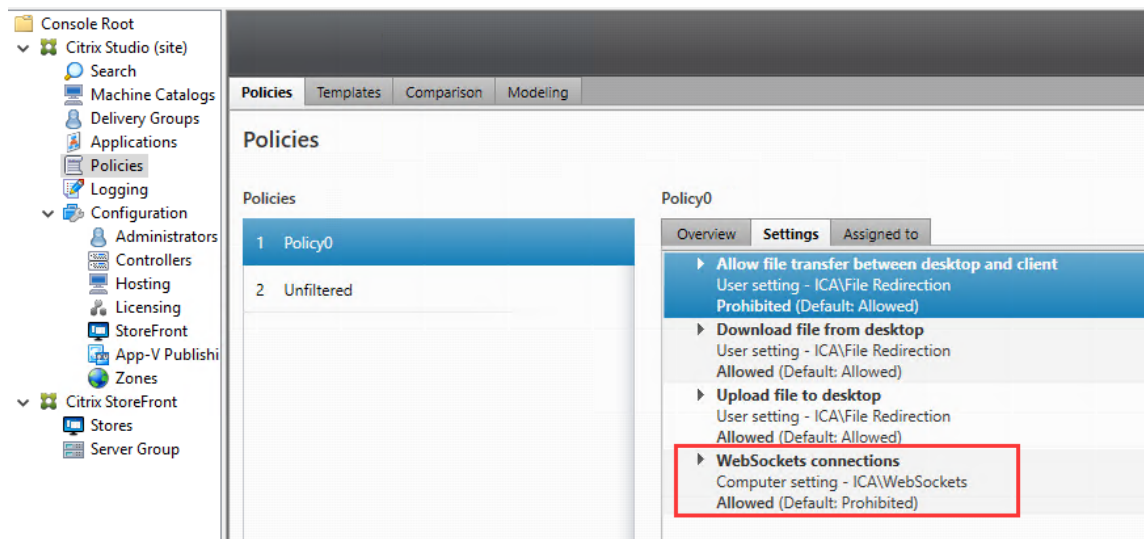 Console Root
Citrix Studio (site)
Search
Machine Catalogs
Delivery Groups
Applications
Policies
Logging
Configuration
Administrators
Controllers
Hosting
Licensing
StoreFront
App-V Publishi
Zones
Citrix StoreFront
Stores
Server Group
Policies Templates Comparison Modeling
Policies
Policies
1 Policy0
2 Unfiltered
Policy0
Overview Settings Assigned to
Allow file transfer between desktop and client
User setting - ICA\File Redirection
Prohibited (Default: Allowed)
Download file from desktop
User setting - ICA\File Redirection
Allowed (Default: Allowed)
Upload file to desktop
User setting - ICA\File Redirection
Allowed (Default: Allowed)
WebSockets connections
Computer setting - ICA\WebSockets
Allowed (Default: Prohibited)